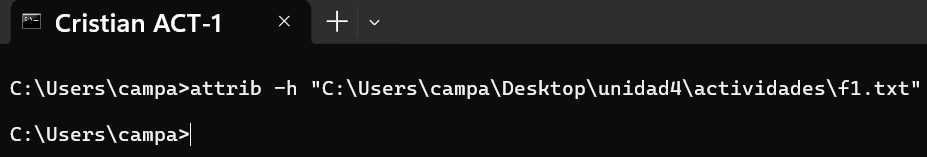 Cristian ACT-1
C:\Users\campa>attrib -h "C:\Users\campa\Desktop\unidad4\actividades\f1.txt"
C:\Users\campa>